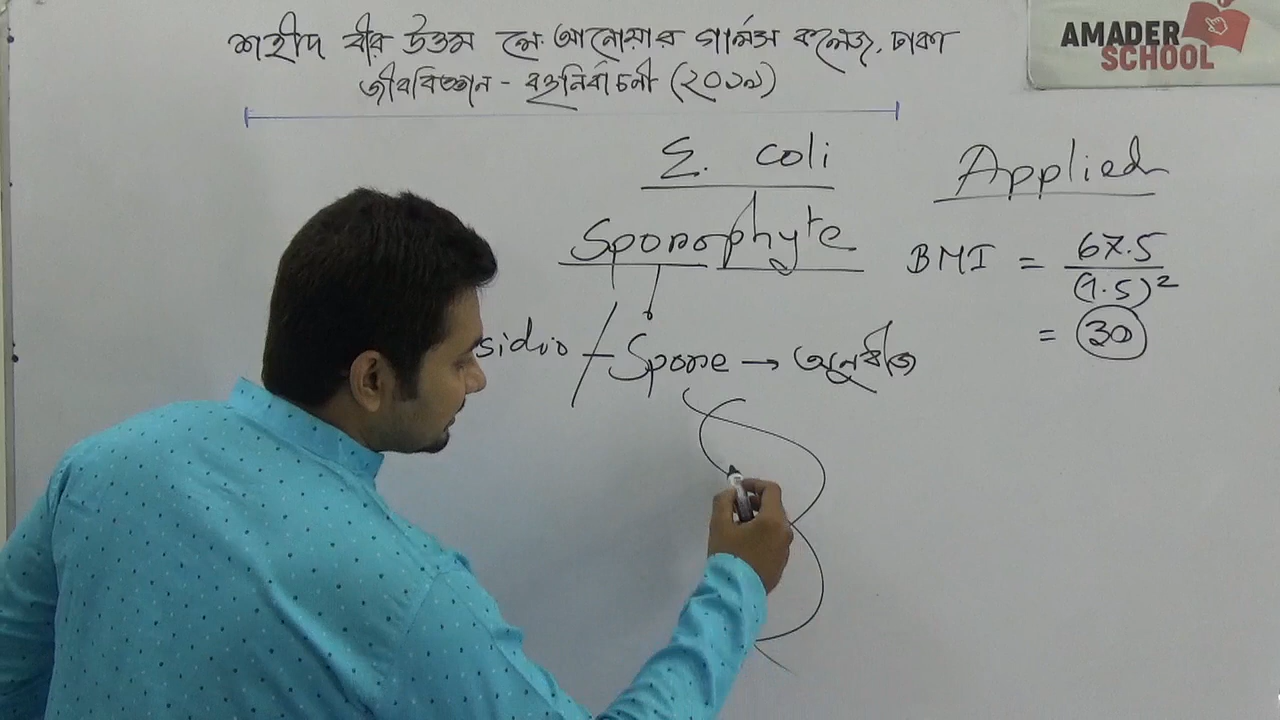 শহীদ বীর উত্তম লে. আনোয়ার গার্লস কলেজ, ঢাকা
জীববিজ্ঞান - বহুনির্বাচনী (২০১৯)
AMADER
SCHOOL
E. coli
Sporophyte
sidio Spore → অনুবীজ
Applied
BMI = 67.5 / (1.5)²
= 30